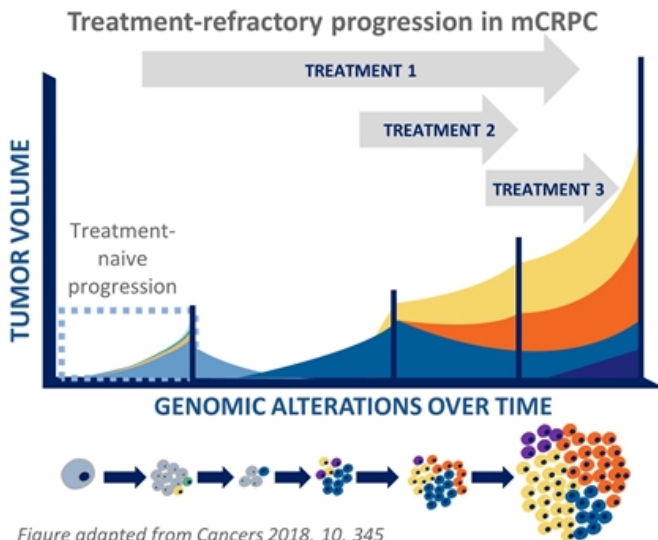 Treatment-refractory progression in mCRPC
TREATMENT 1
TREATMENT 2
TREATMENT 3
TUMOR VOLUME
Treatment-
naive
progression
GENOMIC ALTERATIONS OVER TIME
Figure adapted from Cancers 2018, 10, 345